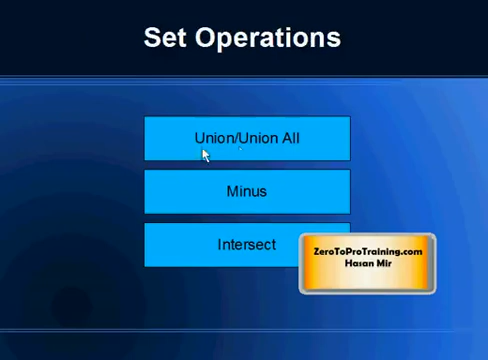 Set Operations
Union/Union All
Minus
Intersect
ZeroToProTraining.com
Hasan Mir